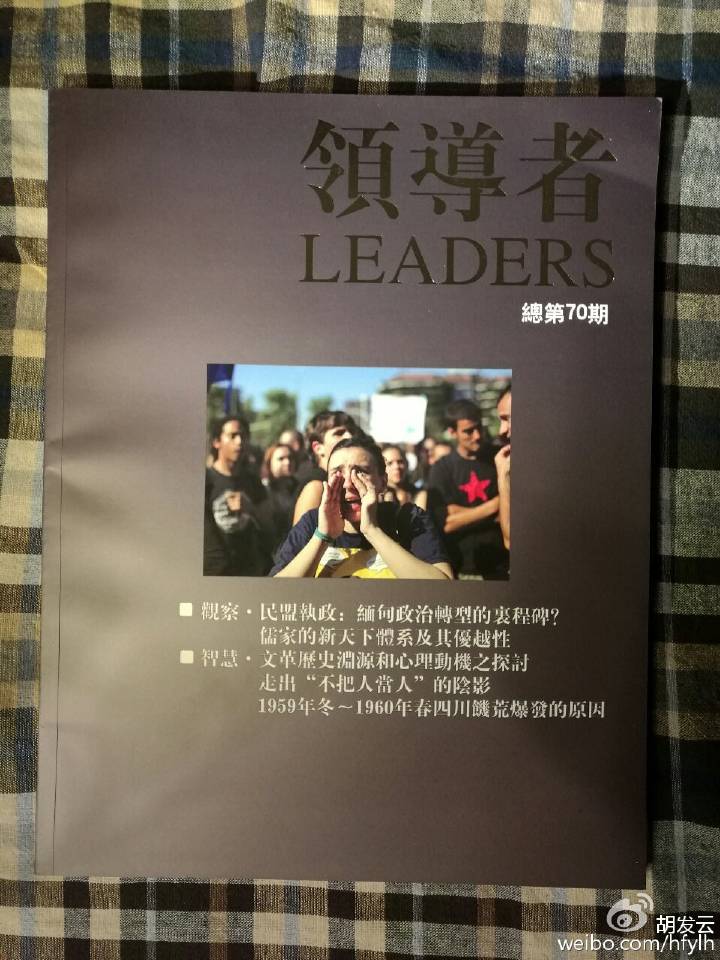 領導者
LEADERS
總第70期
觀察·民盟執政：緬甸政治轉型的裏程碑？
儒家的新天下體系及其優越性
智慧·文革歷史淵源和心理動機之探討
走出“不把人當人”的陰影
1959年冬～1960年春四川饑荒爆發的原因
胡发云
weibo.com/hfylh